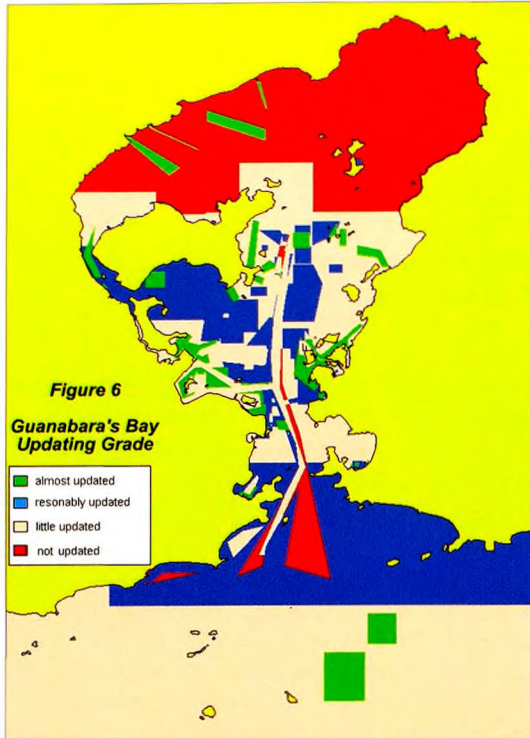 Figure 6
Guanabara's Bay
Updating Grade
almost updated
resonably updated
little updated
not updated